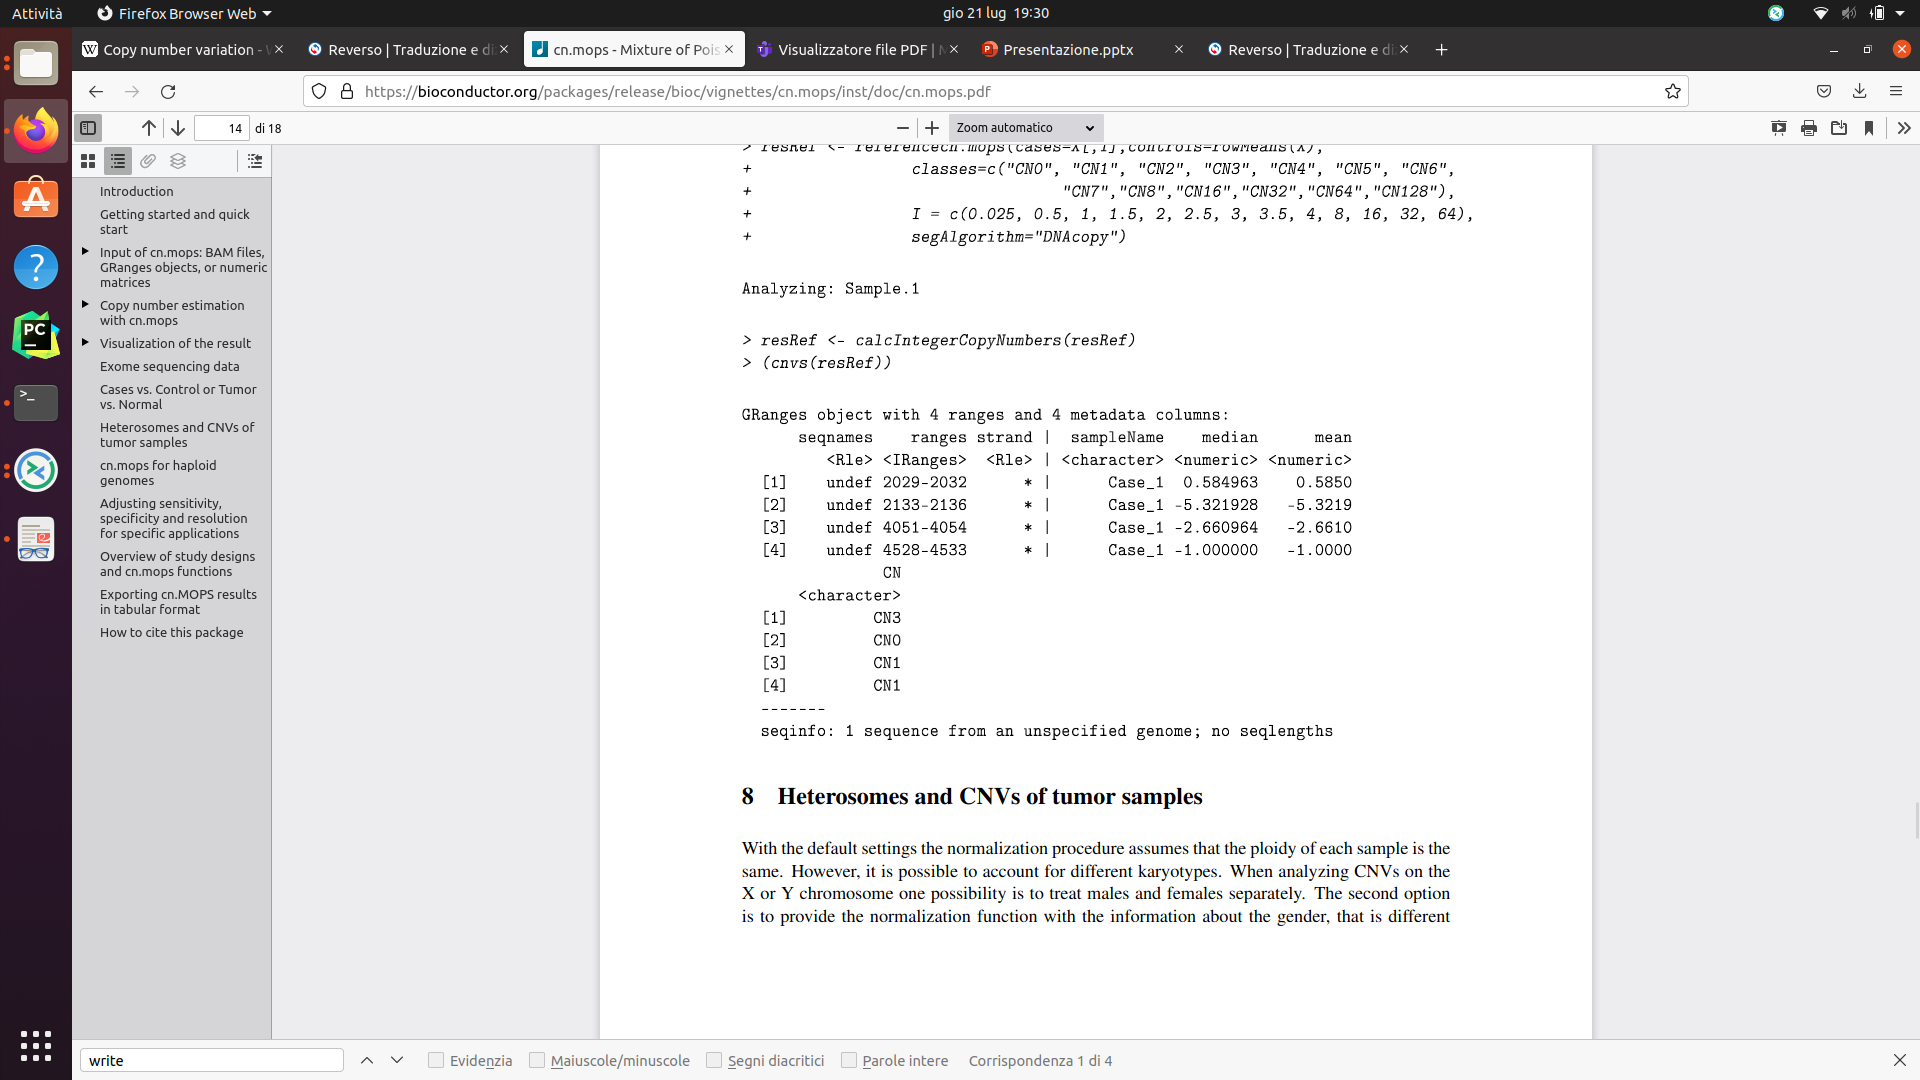 Attività
Firefox Browser Web
gio 21 lug 19:30
Copy number variation -
Reverso | Traduzione e di
cn.mops - Mixture of Pois
Visualizzatore file PDF |
Presentazione.pptx
Reverso | Traduzione e di
https://bioconductor.org/packages/release/bioc/vignettes/cn.mops/inst/doc/cn.mops.pdf
14 di 18
Zoom automatico
Introduction
Getting started and quick
start
Input of cn.mops: BAM files,
GRanges objects, or numeric
matrices
Copy number estimation
with cn.mops
Visualization of the result
Exome sequencing data
Cases vs. Control or Tumor
vs. Normal
Heterosomes and CNVs of
tumor samples
cn.mops for haploid
genomes
Adjusting sensitivity,
specificity and resolution
for specific applications
Overview of study designs
and cn.mops functions
Exporting cn.MOPS results
in tabular format
How to cite this package
> resRef <- referencecn.mops(cases=X[,1],controls=rowMeans(X),
+ classes=c("CN0", "CN1", "CN2", "CN3", "CN4", "CN5", "CN6",
+ "CN7","CN8","CN16","CN32","CN64","CN128"),
+ I = c(0.025, 0.5, 1, 1.5, 2, 2.5, 3, 3.5, 4, 8, 16, 32, 64),
+ segAlgorithm="DNAcopy")
Analyzing: Sample.1
> resRef <- calcIntegerCopyNumbers(resRef)
> (cnvs(resRef))
GRanges object with 4 ranges and 4 metadata columns:
seqnames ranges strand | sampleName median mean
<Rle> <IRanges> <Rle> | <character> <numeric> <numeric>
[1] undef 2029-2032 * | Case_1 0.584963 0.5850
[2] undef 2133-2136 * | Case_1 -5.321928 -5.3219
[3] undef 4051-4054 * | Case_1 -2.660964 -2.6610
[4] undef 4528-4533 * | Case_1 -1.000000 -1.0000
CN
<character>
[1] CN3
[2] CN0
[3] CN1
[4] CN1
-------
seqinfo: 1 sequence from an unspecified genome; no seqlengths
8 Heterosomes and CNVs of tumor samples
With the default settings the normalization procedure assumes that the ploidy of each sample is the
same. However, it is possible to account for different karyotypes. When analyzing CNVs on the
X or Y chromosome one possibility is to treat males and females separately. The second option
is to provide the normalization function with the information about the gender, that is different
write
Evidenzia
Maiuscole/minuscole
Segni diacritici
Parole intere
Corrispondenza 1 di 4